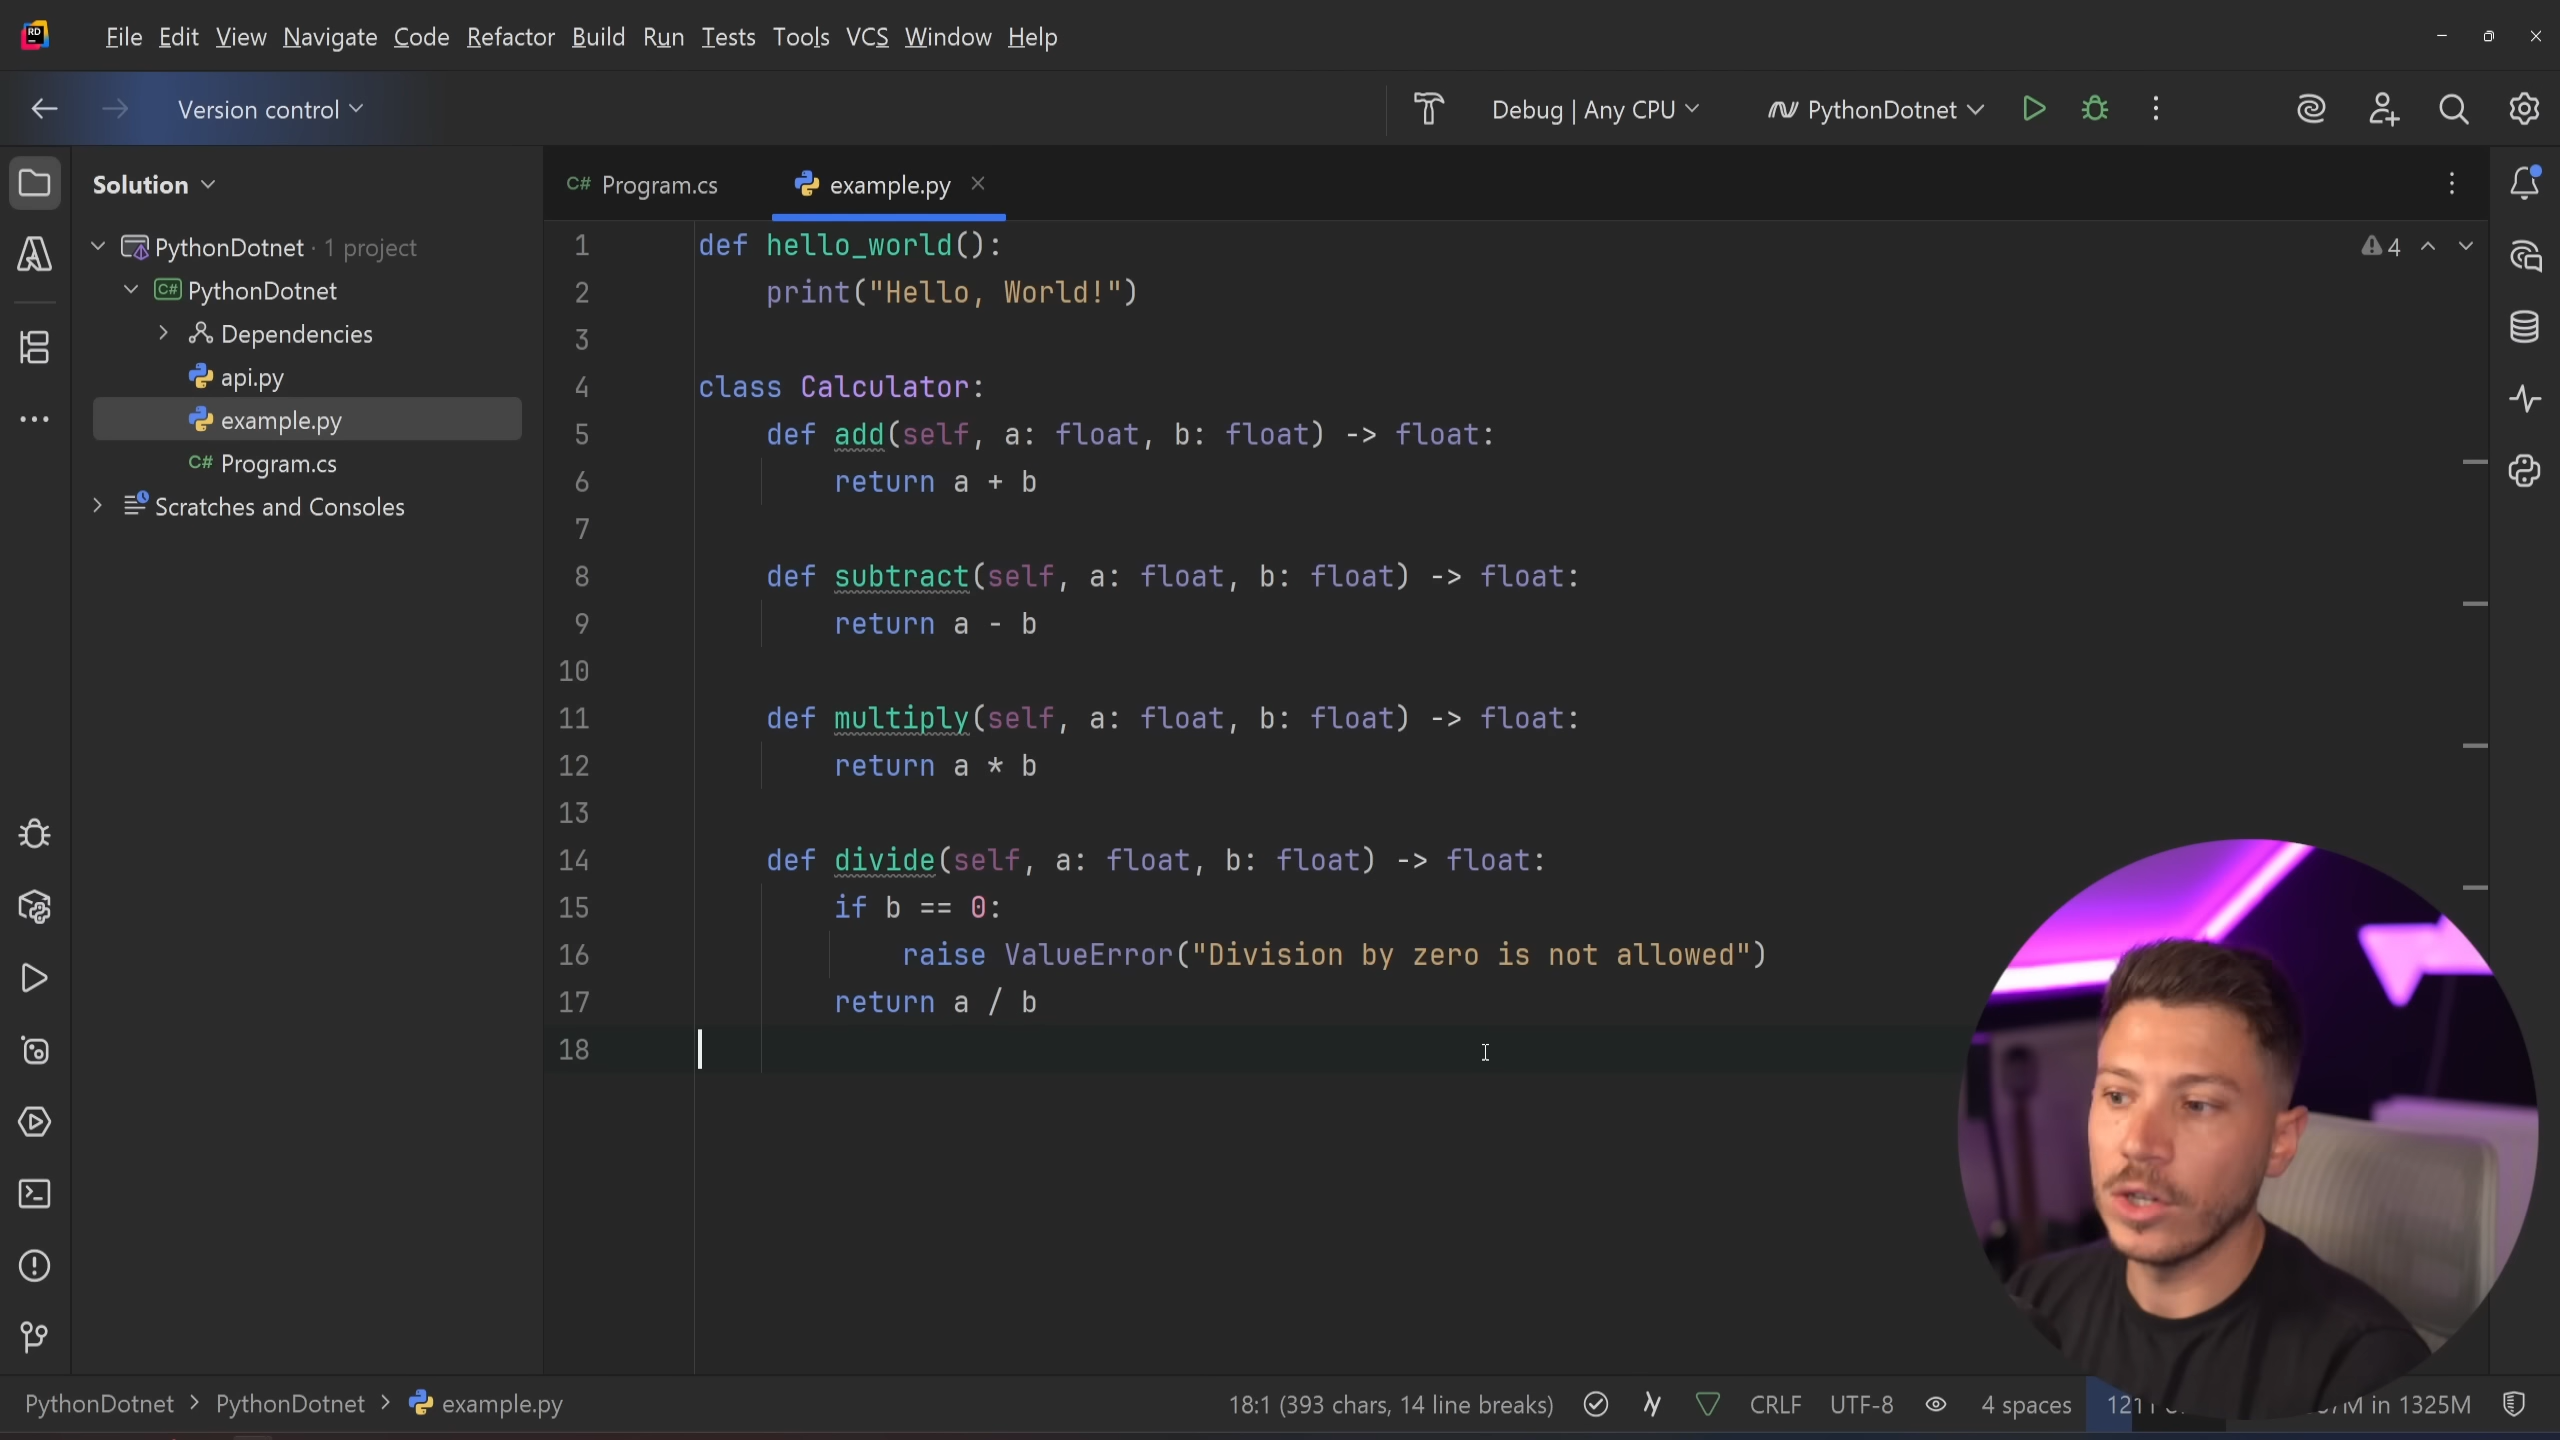 RD
File Edit View Navigate Code Refactor Build Run Tests Tools VCS Window Help
Version control
Debug | Any CPU
PythonDotnet
Solution
PythonDotnet · 1 project
C# PythonDotnet
Dependencies
api.py
example.py
C# Program.cs
Scratches and Consoles
C# Program.cs
example.py
4
1 def hello_world():
2 print("Hello, World!")
3
4 class Calculator:
5 def add(self, a: float, b: float) -> float:
6 return a + b
7
8 def subtract(self, a: float, b: float) -> float:
9 return a - b
10
11 def multiply(self, a: float, b: float) -> float:
12 return a * b
13
14 def divide(self, a: float, b: float) -> float:
15 if b == 0:
16 raise ValueError("Division by zero is not allowed")
17 return a / b
18
PythonDotnet > PythonDotnet > example.py
18:1 (393 chars, 14 line breaks)
CRLF
UTF-8
4 spaces
in 1325M